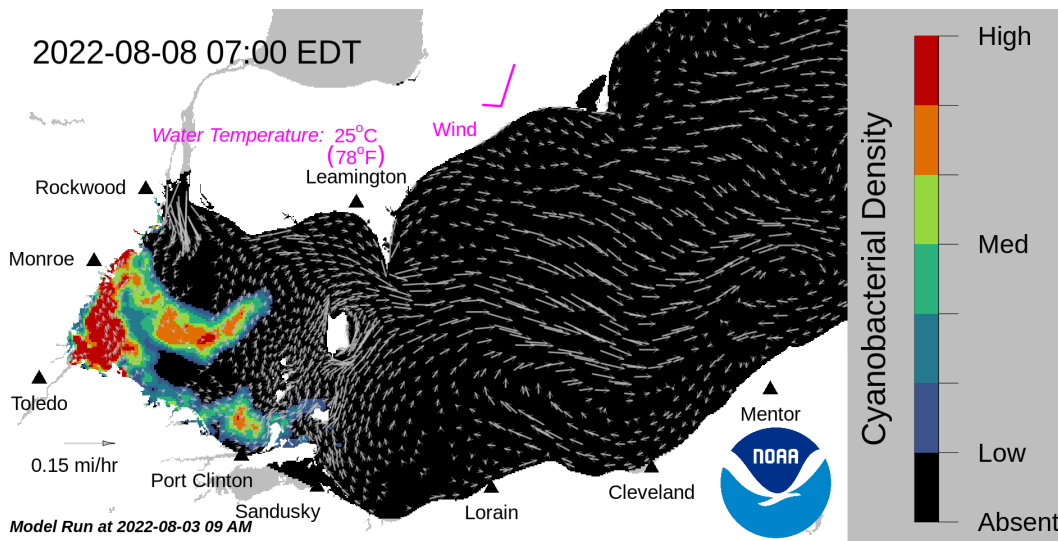 2022-08-08 07:00 EDT
High
Wind
Water Temperature: 25°C
(78°F)
Leamington
Rockwood
Monroe
Med
Cyanobacterial Density
Toledo
Mentor
0.15 mi/hr
NOAA
Low
Port Clinton
Cleveland
Sandusky
Lorain
Absent
Model Run at 2022-08-03 09 AM